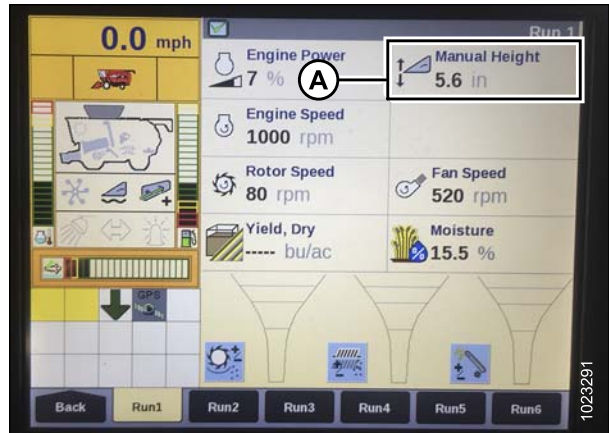 0.0 mph
Run 1
Engine Power
7 %
A
Manual Height
5.6 in
Engine Speed
1000 rpm
Rotor Speed
80 rpm
Fan Speed
520 rpm
Yield, Dry
----- bu/ac
Moisture
%
15.5 %
GPS
Back
Run1
Run2
Run3
Run4
Run5
Run6
1023291